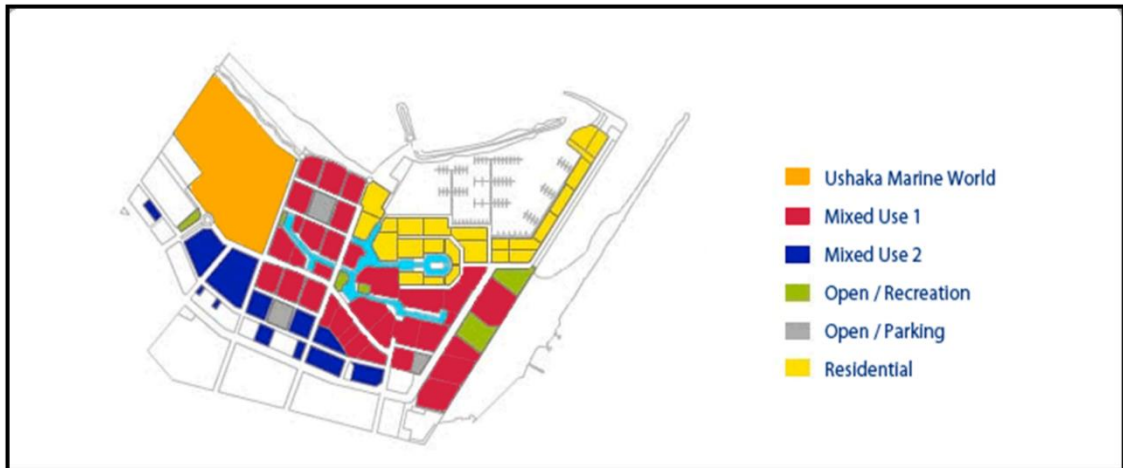 Ushaka Marine World
Mixed Use 1
Mixed Use 2
Open / Recreation
Open / Parking
Residential